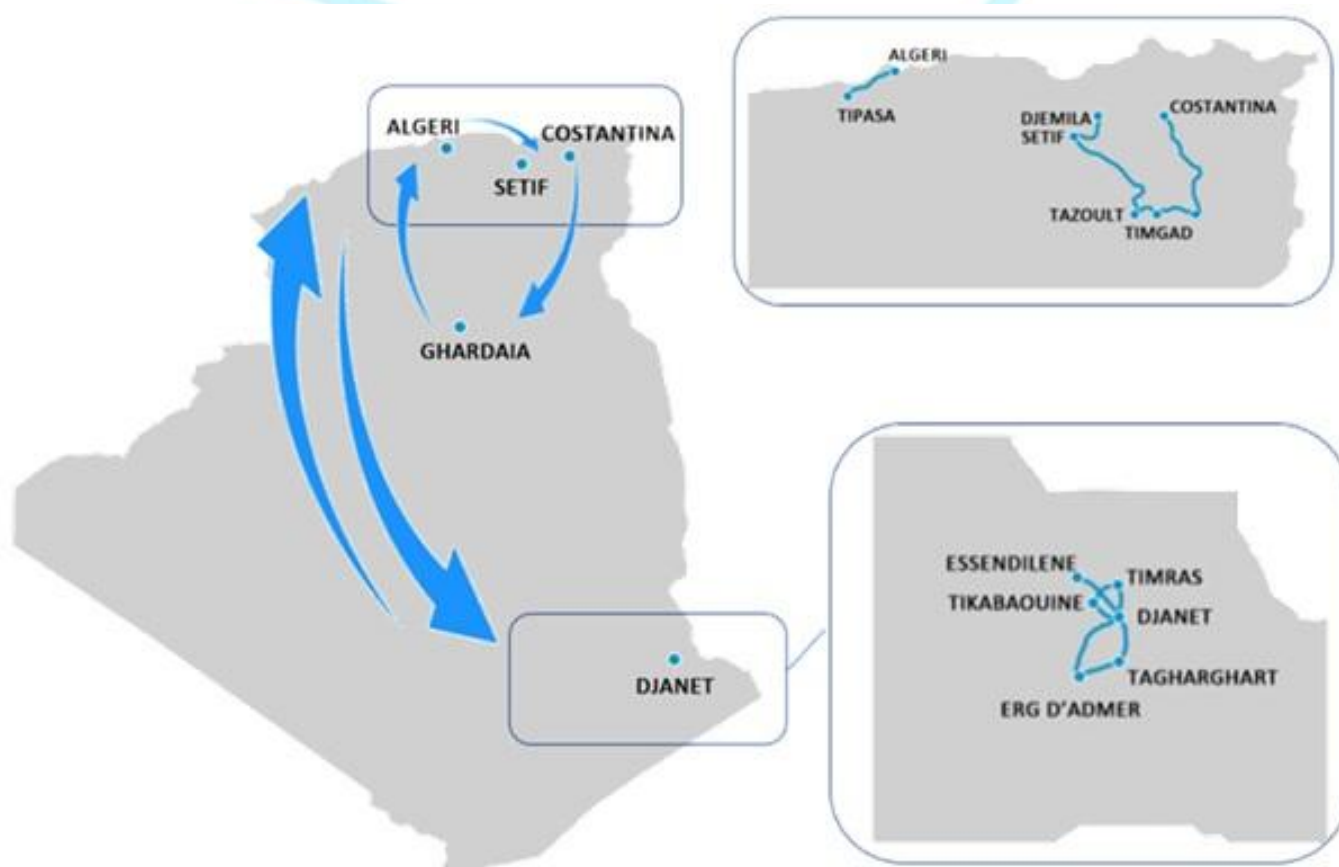 ALGERI
COSTANTINA
SETIF
GHARDAIA
DJANET
ALGERI
TIPASA
DJEMILA
COSTANTINA
SETIF
TAZOULT
TIMGAD
ESSENDILENE
TIMRAS
TIKABAOUINE
DJANET
TAGHARGHART
ERG D'ADMER